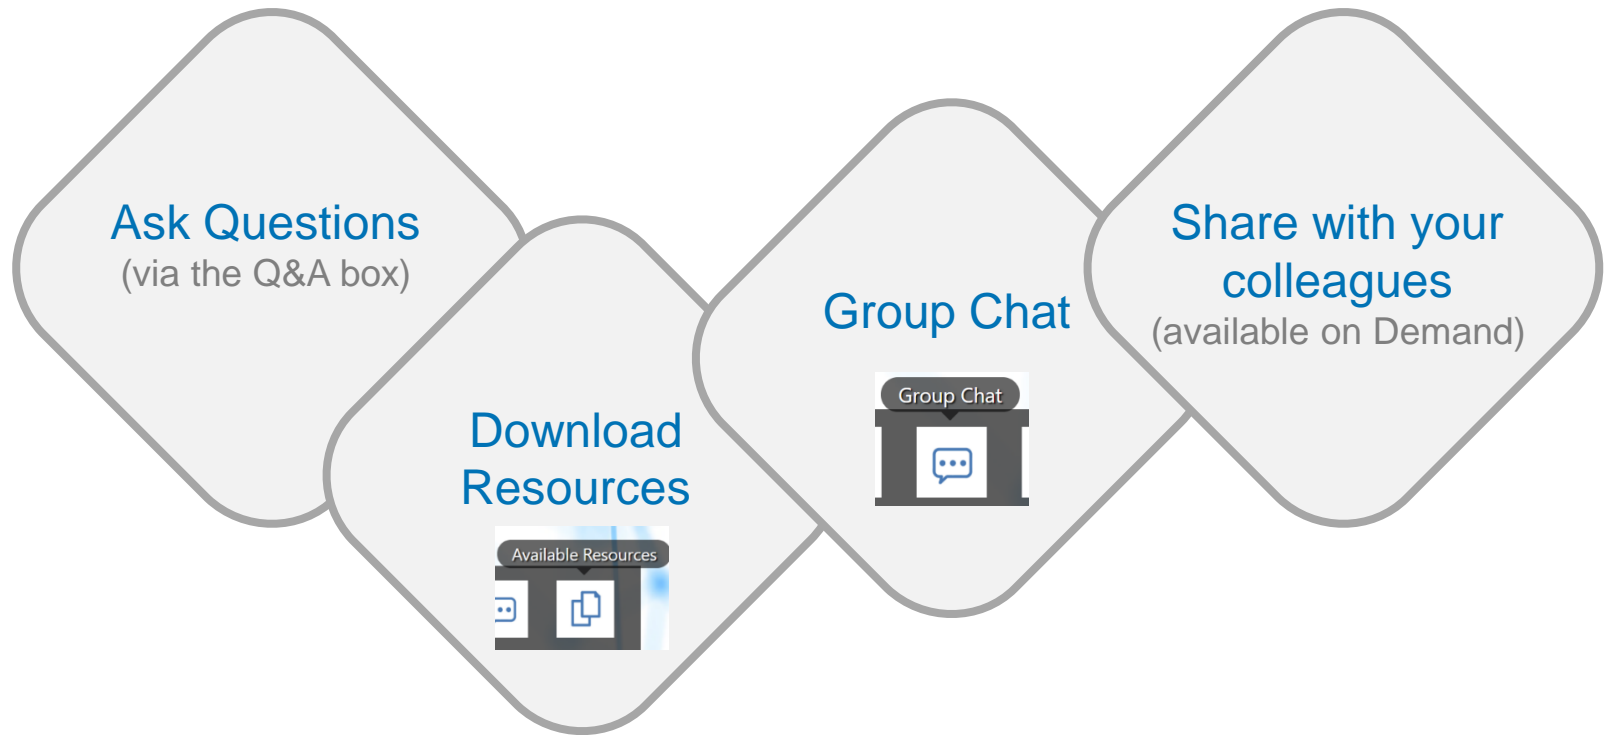 Ask Questions
(via the Q&A box)
Download
Resources
Available Resources
Group Chat
Group Chat
Share with your
colleagues
(available on Demand)